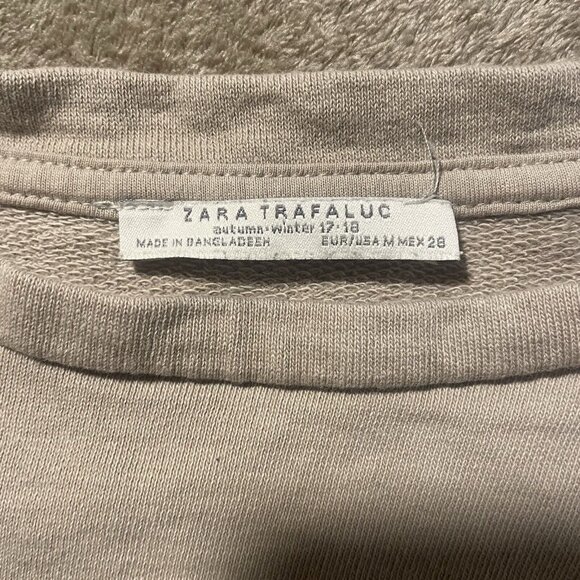 ZARA TRAFALUC
autumn·winter 17·18
MADE IN BANGLADESH EUR/USA M MEX 28